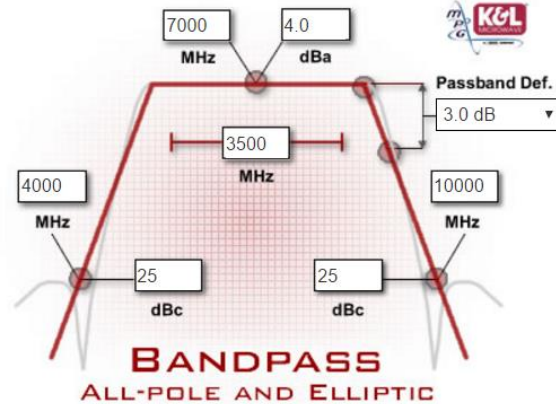 7000 4.0
MHz dBa
mpg K&L
MICROWAVE
Passband Def.
3.0 dB
3500
MHz
4000
MHz
10000
MHz
25
dBc
25
dBc
BANDPASS
ALL-POLE AND ELLIPTIC